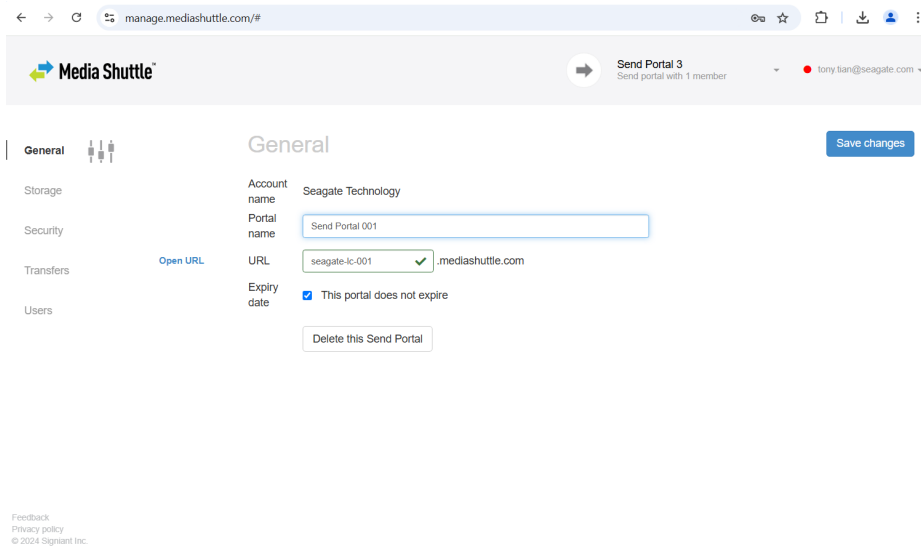 manage.mediashuttle.com/#
Media Shuttle™
Send Portal 3
Send portal with 1 member
tony.tian@seagate.com
General
Storage
Security
Transfers
Users
Open URL
General
Save changes
Account name
Seagate Technology
Portal name
Send Portal 001
URL
seagate-lc-001
.mediashuttle.com
Expiry date
This portal does not expire
Delete this Send Portal
Feedback
Privacy policy
© 2024 Signiant Inc.